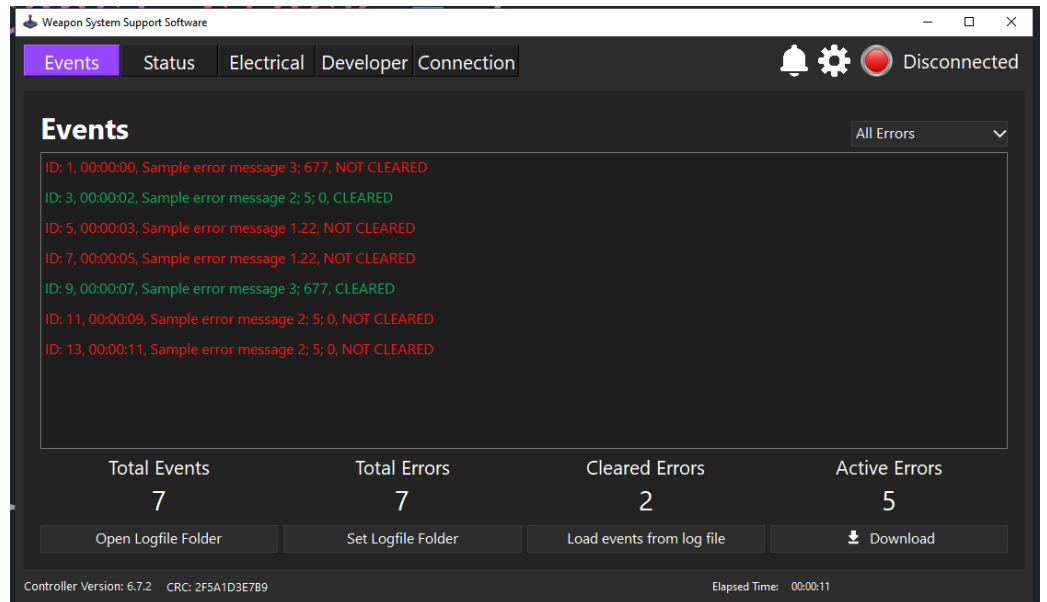 Weapon System Support Software
Events Status Electrical Developer Connection Disconnected
Events
All Errors
ID: 1, 00:00:00, Sample error message 3; 677, NOT CLEARED
ID: 3, 00:00:02, Sample error message 2; 5; 0, CLEARED
ID: 5, 00:00:03, Sample error message 1.22, NOT CLEARED
ID: 7, 00:00:05, Sample error message 1.22, NOT CLEARED
ID: 9, 00:00:07, Sample error message 3; 677, CLEARED
ID: 11, 00:00:09, Sample error message 2; 5; 0, NOT CLEARED
ID: 13, 00:00:11, Sample error message 2; 5; 0, NOT CLEARED
Total Events Total Errors Cleared Errors Active Errors
7 7 2 5
Open Logfile Folder Set Logfile Folder Load events from log file Download
Controller Version: 6.7.2 CRC: 2F5A1D3E7B9 Elapsed Time: 00:00:11